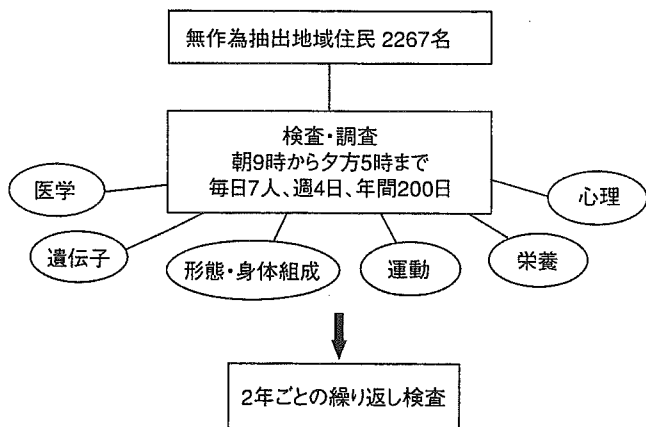 無作為抽出地域住民 2267名
検査・調査
朝9時から夕方5時まで
毎日7人、週4日、年間200日
医学
心理
遺伝子
形態・身体組成
運動
栄養
2年ごとの繰り返し検査